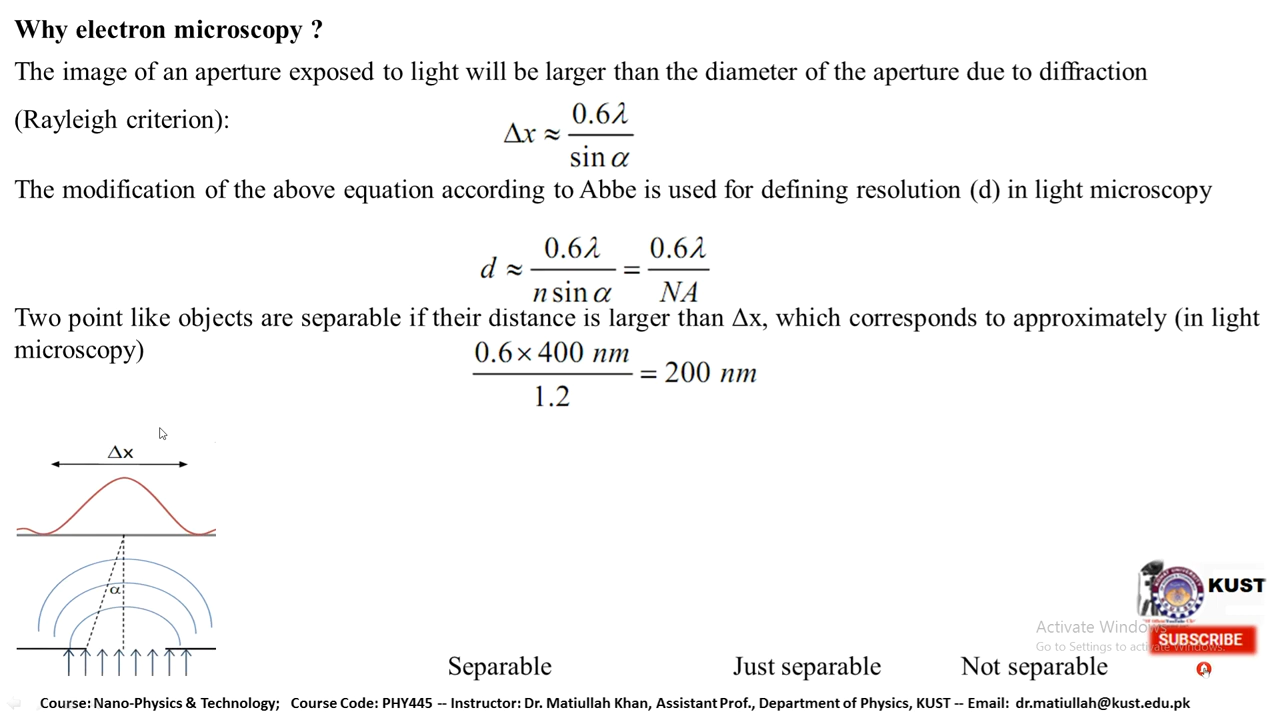 Why electron microscopy ?
The image of an aperture exposed to light will be larger than the diameter of the aperture due to diffraction
(Rayleigh criterion):
Δx ≈ 0.6λ / sin α
The modification of the above equation according to Abbe is used for defining resolution (d) in light microscopy
d ≈ 0.6λ / n sin α = 0.6λ / NA
Two point like objects are separable if their distance is larger than Δx, which corresponds to approximately (in light
microscopy)
0.6 × 400 nm / 1.2 = 200 nm
Δx
α
KUST
Activate Windows
SUBSCRIBE
Go to Settings to activate Windows.
Separable
Just separable
Not separable
Course: Nano-Physics & Technology; Course Code: PHY445 -- Instructor: Dr. Matiullah Khan, Assistant Prof., Department of Physics, KUST -- Email: dr.matiullah@kust.edu.pk